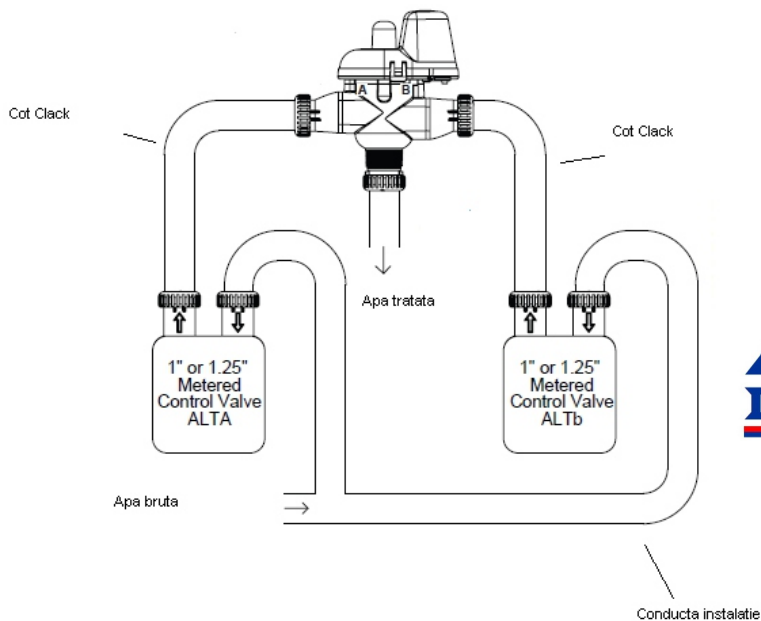 A B
Cot Clack
Cot Clack
Apa tratata
1" or 1.25"
Metered
Control Valve
ALTA
1" or 1.25"
Metered
Control Valve
ALTb
Apa bruta
Conducta instalatie